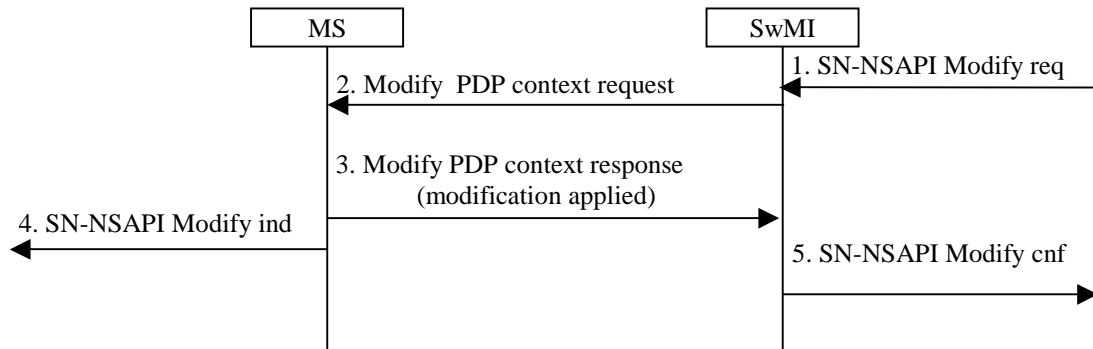 MS
SwMI
1. SN-NSAPI Modify req
2. Modify PDP context request
3. Modify PDP context response
(modification applied)
4. SN-NSAPI Modify ind
5. SN-NSAPI Modify cnf